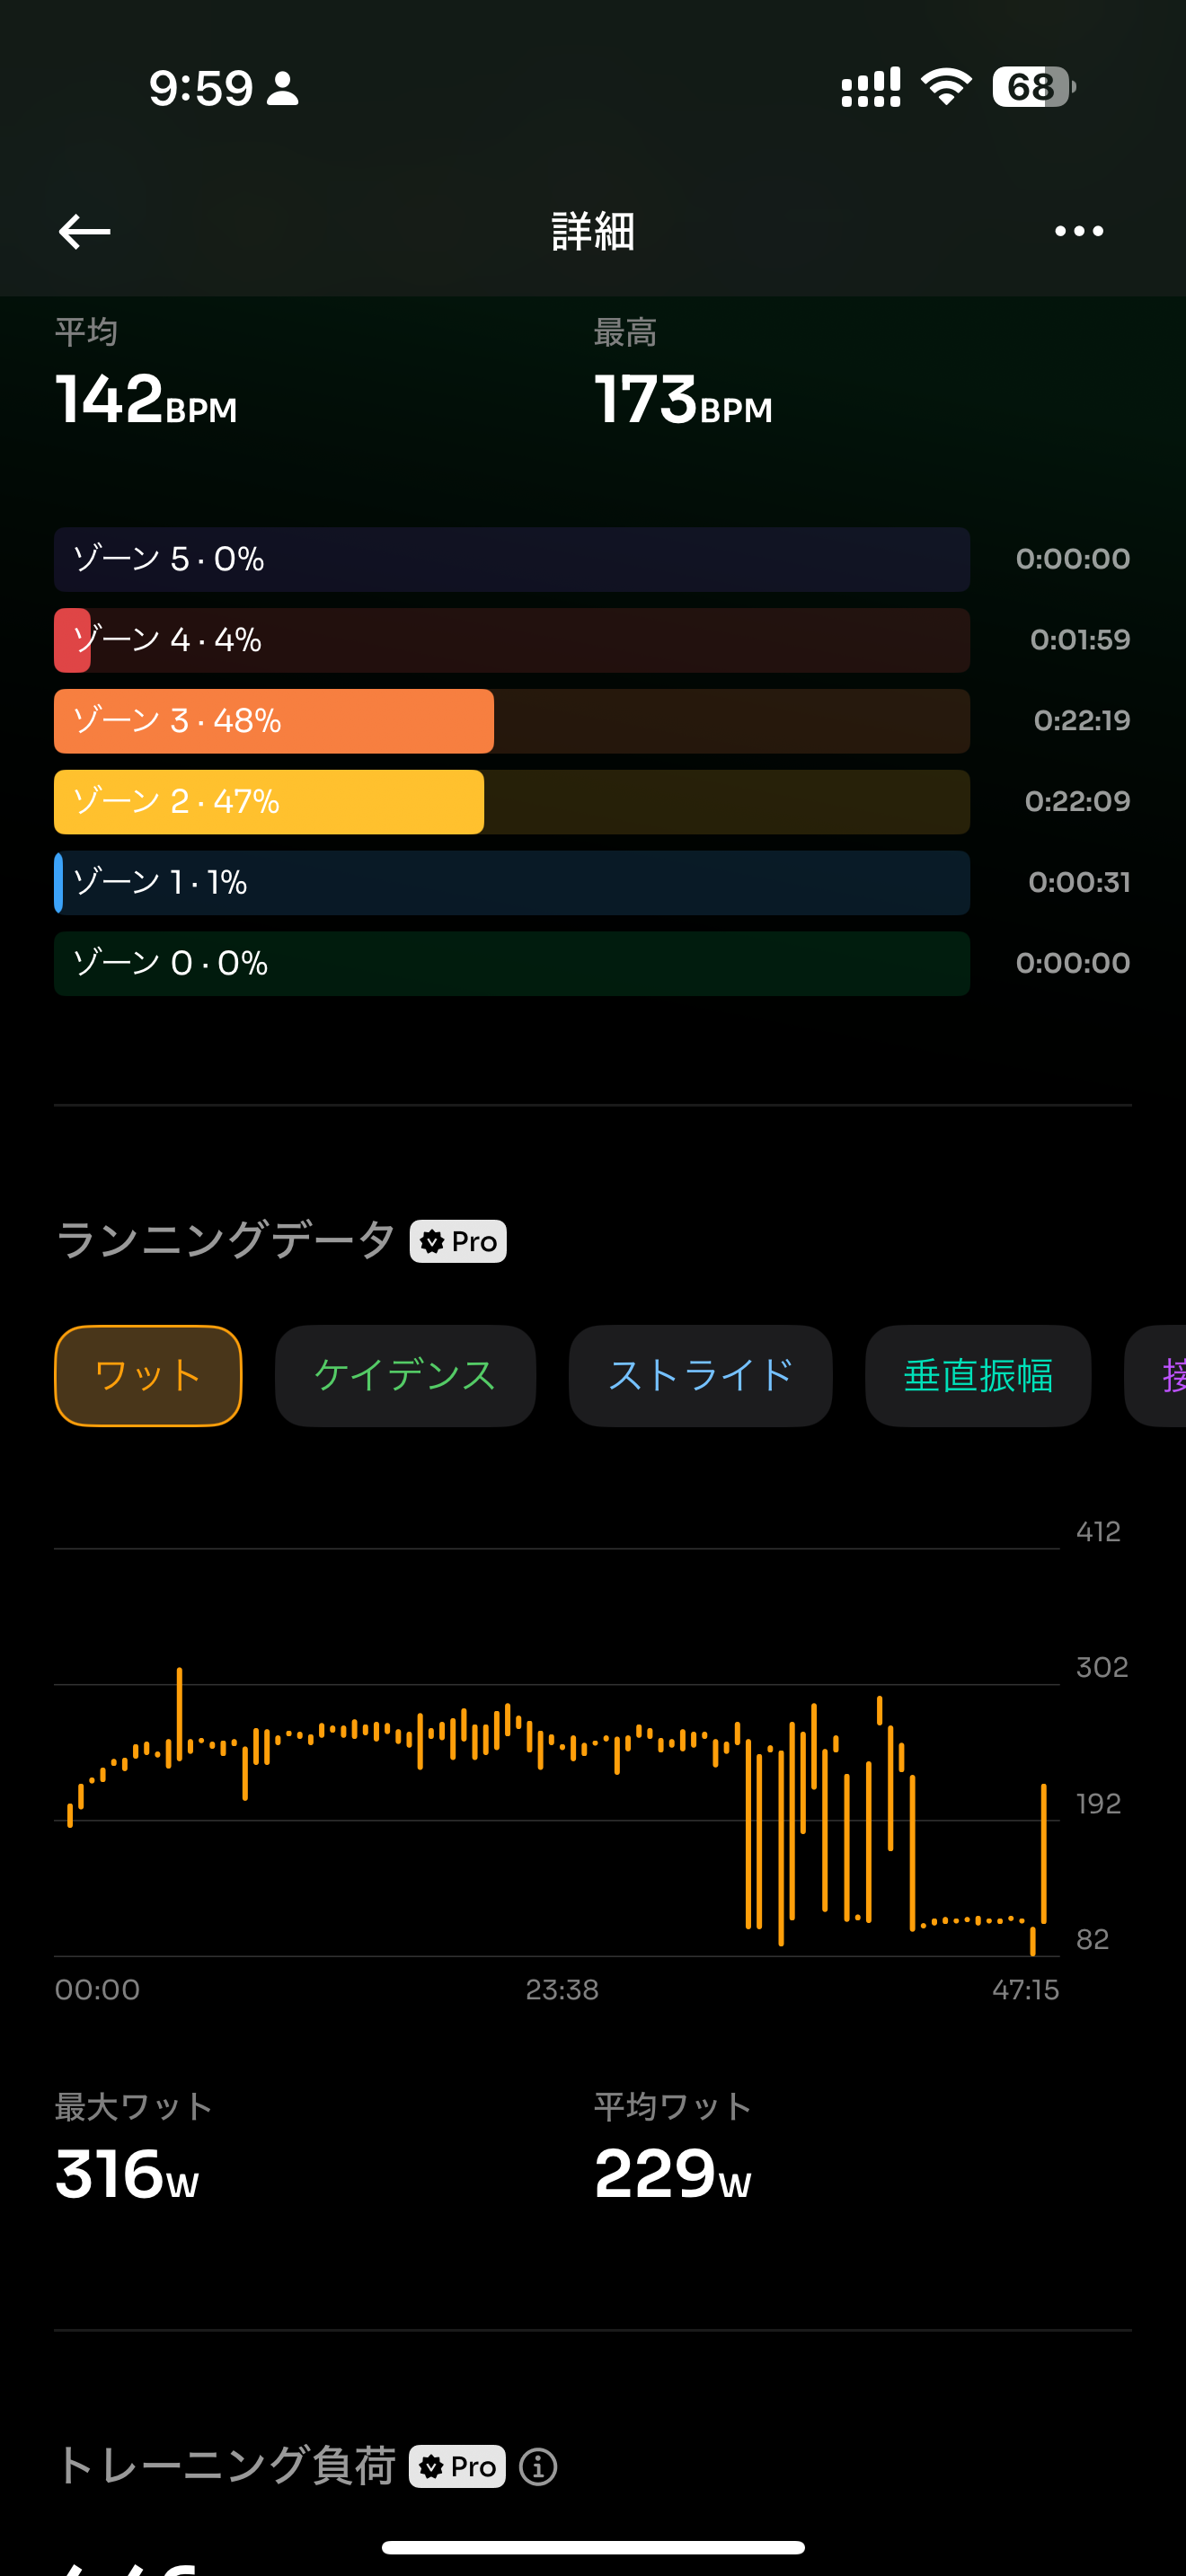 9:59 68
詳細
平均 最高
142BPM 173BPM
ゾーン 5 · 0% 0:00:00
ゾーン 4 · 4% 0:01:59
ゾーン 3 · 48% 0:22:19
ゾーン 2 · 47% 0:22:09
ゾーン 1 · 1% 0:00:31
ゾーン 0 · 0% 0:00:00
ランニングデータ Pro
ワット ケイデンス ストライド 垂直振幅 接
412
302
192
82
00:00 23:38 47:15
最大ワット 平均ワット
316W 229W
トレーニング負荷 Pro